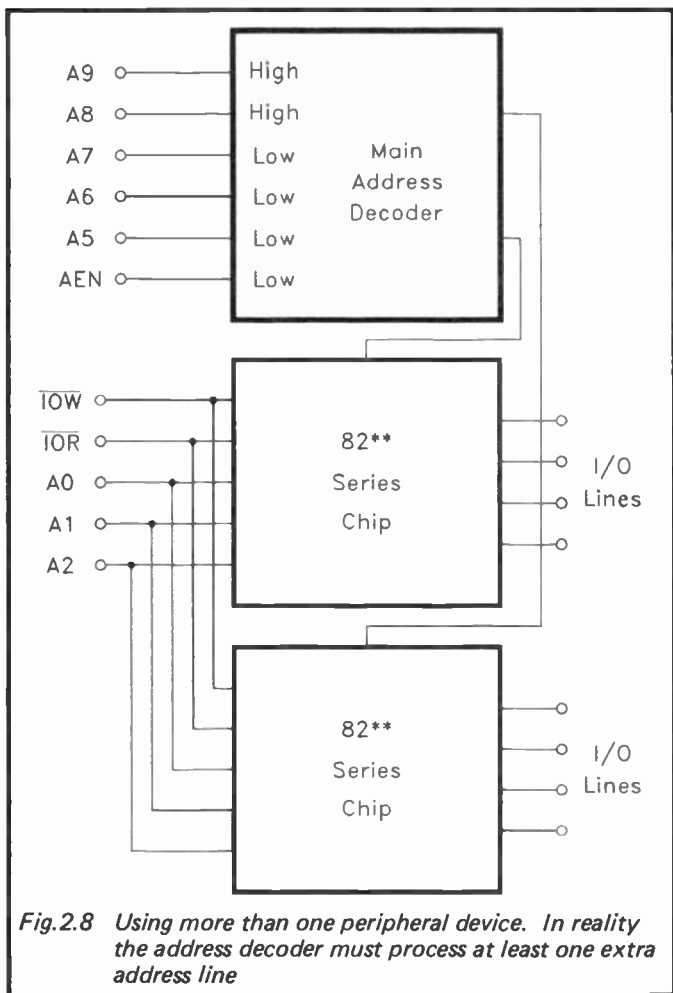 A9
High
A8
High
A7
Low
Main
Address
Decoder
A6
Low
A5
Low
AEN
Low
IOW
IOR
A0
A1
A2
82**
Series
Chip
I/O
Lines
82**
Series
Chip
I/O
Lines
Fig.2.8 Using more than one peripheral device. In reality
the address decoder must process at least one extra
address line